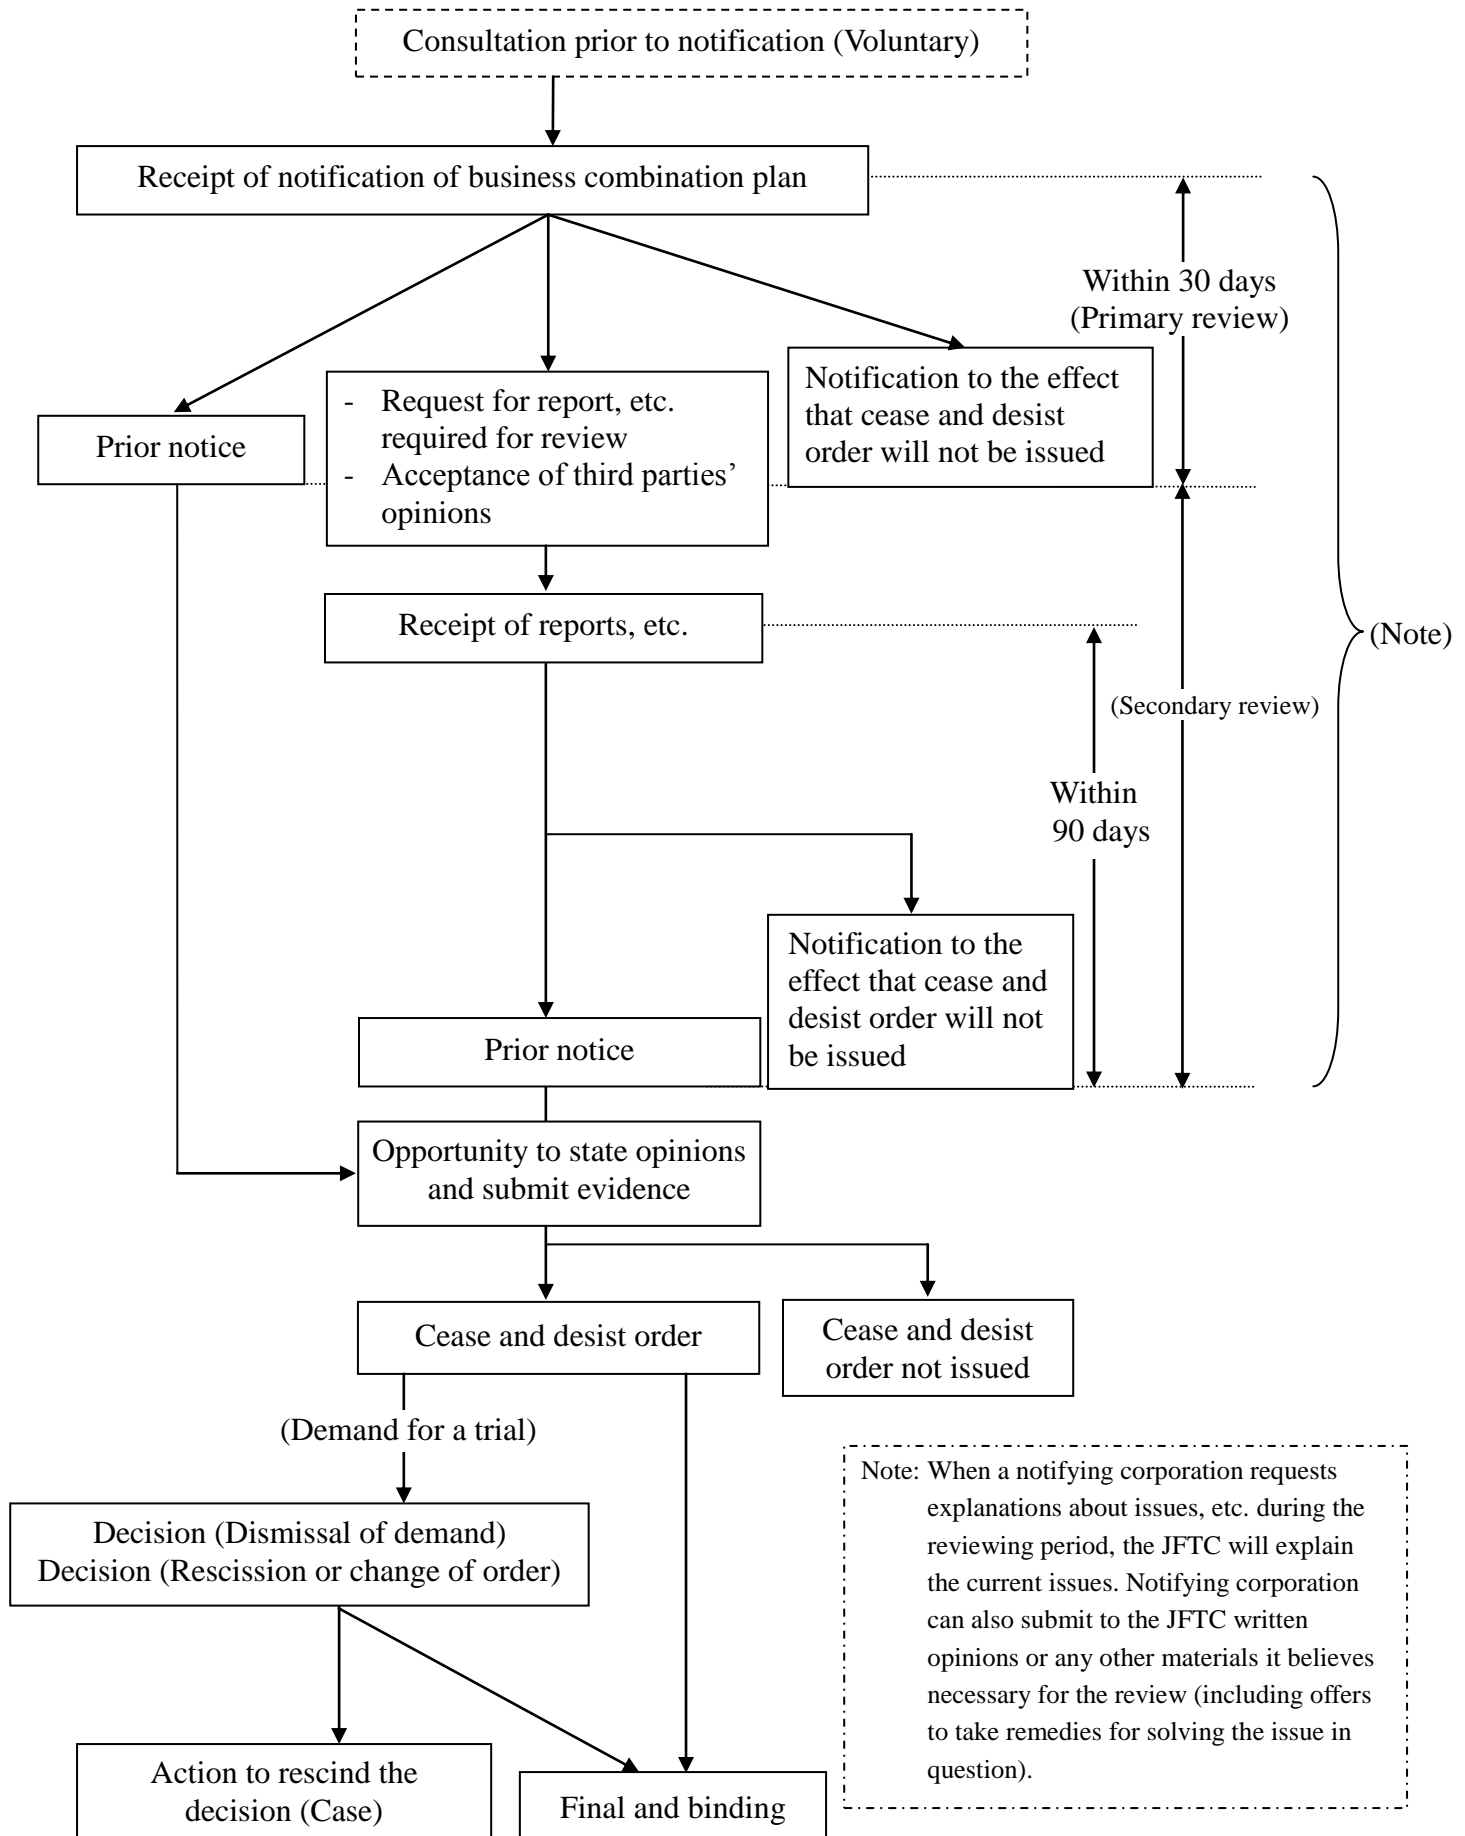 Consultation prior to notification (Voluntary)
Receipt of notification of business combination plan
Within 30 days
(Primary review)
Prior notice
- Request for report, etc.
required for review
- Acceptance of third parties’
opinions
Notification to the effect
that cease and desist
order will not be issued
Receipt of reports, etc.
(Note)
(Secondary review)
Within
90 days
Notification to the
effect that cease and
desist order will not
be issued
Prior notice
Opportunity to state opinions
and submit evidence
Cease and desist order
Cease and desist
order not issued
(Demand for a trial)
Decision (Dismissal of demand)
Decision (Rescission or change of order)
Note: When a notifying corporation requests
explanations about issues, etc. during the
reviewing period, the JFTC will explain
the current issues. Notifying corporation
can also submit to the JFTC written
opinions or any other materials it believes
necessary for the review (including offers
to take remedies for solving the issue in
question).
Action to rescind the
decision (Case)
Final and binding